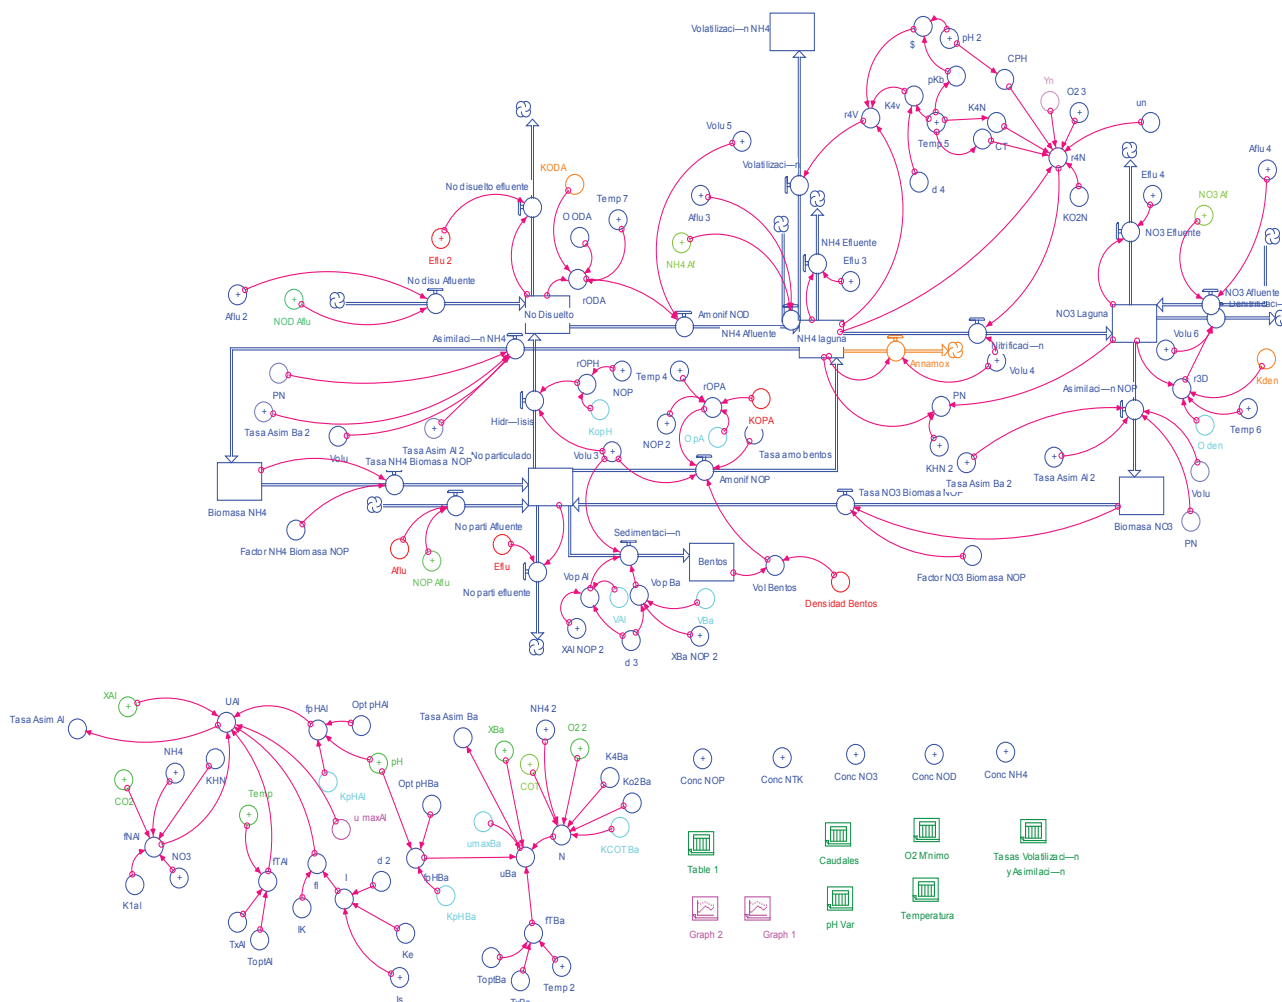 Volatilizaci—n NH4
$
pH 2
CPH
pKb
Yn
O2 3
un
K4v
K4N
r4V
Temp 5
CT
r4N
Volu 5
Aflu 4
Volatilizaci—n
d 4
KO2N
Eflu 4
NO3 Af
No disuelto efluente
KODA
O ODA
Temp 7
Aflu 3
NH4 Af
NH4 Efluente
Eflu 3
NO3 Efluente
Eflu 2
No disu Afluente
rODA
Aflu 2
NOD Aflu
No Disuelto
Amonif NOD
NH4 Afluente
NH4 laguna
NO3 Laguna
NO3 Afluente
Volu 6
Asimilaci—n NH4
Nitrificaci—n
Annamox
Volu 4
rOPH
Temp 4
rOPA
PN
NOP
KOPA
PN
Asimilaci—n NOP
r3D
Kden
Temp 6
O den
Tasa Asim Ba 2
Hidr—lisis
KopH
NOP 2
OpA
Tasa amo bentos
KHN 2
Volu
Tasa Asim Al 2
No particulado
Volu 3
Tasa NH4 Biomasa NOP
Amonif NOP
Tasa Asim Ba 2
Tasa Asim Al 2
Volu
Tasa NO3 Biomasa NOP
Biomasa NH4
Biomasa NO3
PN
No parti Afluente
Factor NH4 Biomasa NOP
Sedimentaci—n
Aflu
NOP Aflu
Eflu
Bentos
Vol Bentos
Factor NO3 Biomasa NOP
No parti efluente
Vop Al
Vop Ba
Densidad Bentos
VAl
VBa
XAl NOP 2
d 3
XBa NOP 2
XAl
UAl
fpHAl
Opt pHAl
Tasa Asim Al
Tasa Asim Ba
NH4 2
XBa
O2 2
NH4
KHN
pH
K4Ba
Conc NOP
Conc NTK
Conc NO3
Conc NOD
Conc NH4
CO2
Temp
KpHAl
Opt pHBa
COT
Ko2Ba
u maxAl
fNAl
NO3
umaxBa
N
KCOTBa
d 2
fTAl
fI
I
fpHBa
uBa
Table 1
Caudales
O2 M'nimo
Tasas Volatilizaci—n
y Asimilaci—n
K1al
KpHBa
IK
TxAl
ToptAl
Ke
fTBa
Graph 2
Graph 1
pH Var
Temperatura
Is
ToptBa
TxBa
Temp 2